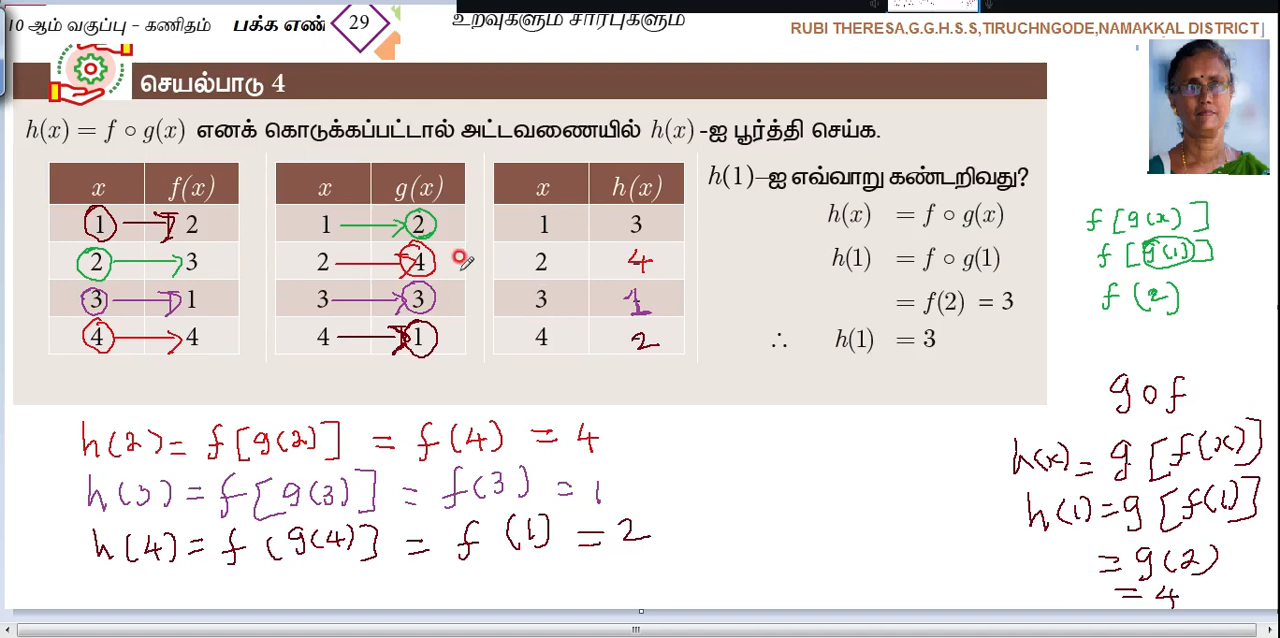 10 ஆம் வகுப்பு – கணிதம் பக்க எண் 29 உறவுகளும் சார்புகளும்
RUBI THERESA,G.G.H.S.S,TIRUCHNGODE,NAMAKKAL DISTRICT
செயல்பாடு 4
h(x) = f ∘ g(x) எனக் கொடுக்கப்பட்டால் அட்டவணையில் h(x) -ஐ பூர்த்தி செய்க.
x f(x)
1 2
2 3
3 1
4 4
x g(x)
1 2
2 4
3 3
4 1
x h(x)
1 3
2 4
3 1
4 2
h(1)–ஐ எவ்வாறு கண்டறிவது?
h(x) = f ∘ g(x)
h(1) = f ∘ g(1)
= f(2) = 3
∴ h(1) = 3
f[g(x)]
f[g(1)]
f(2)
h(2) = f[g(2)] = f(4) = 4
h(3) = f[g(3)] = f(3) = 1
h(4) = f(g(4)] = f(1) = 2
g o f
h(x) = g[f(x)]
h(1) = g[f(1)]
= g(2)
= 4